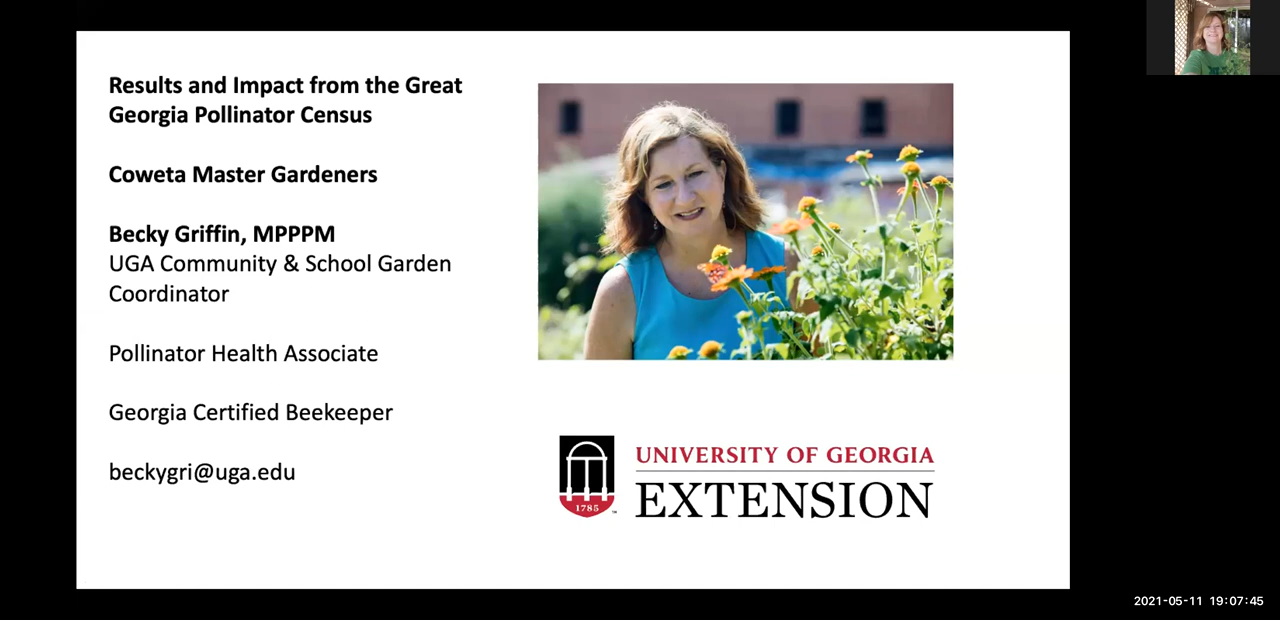 Results and Impact from the Great
Georgia Pollinator Census
Coweta Master Gardeners
Becky Griffin, MPPPM
UGA Community & School Garden
Coordinator
Pollinator Health Associate
Georgia Certified Beekeeper
beckygri@uga.edu
UNIVERSITY OF GEORGIA
EXTENSION
1785
TM
2021-05-11 19:07:45